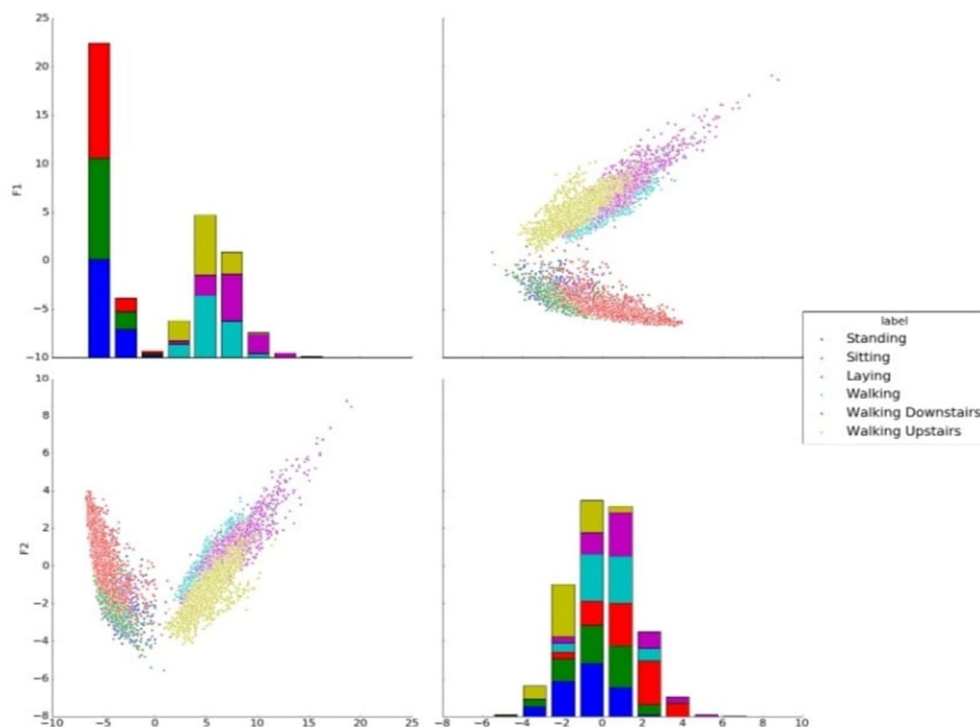 25
20
15
10
5
0
−5
−10
F1
label
Standing
Sitting
Laying
Walking
Walking Downstairs
Walking Upstairs
10
8
6
4
2
0
−2
−4
−6
−8
F2
−10 −5 0 5 10 15 20 25
−8 −6 −4 −2 0 2 4 6 8 10